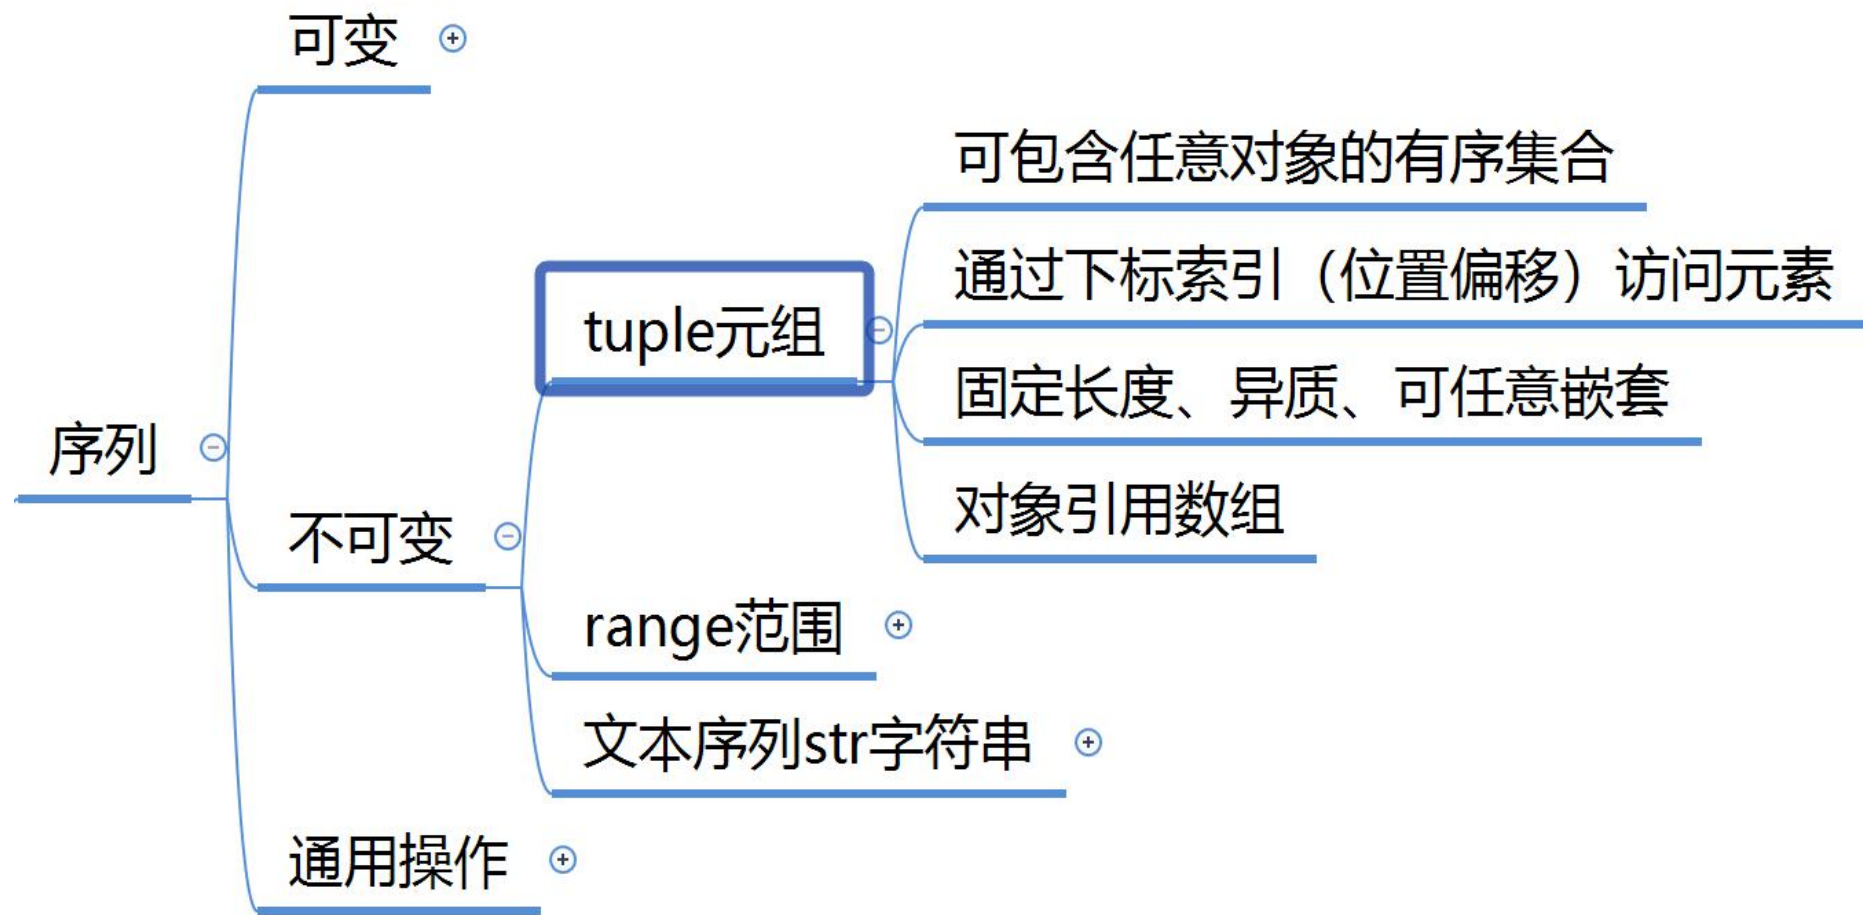 可变
可包含任意对象的有序集合
通过下标索引（位置偏移）访问元素
tuple元组
固定长度、异质、可任意嵌套
序列
对象引用数组
不可变
range范围
文本序列str字符串
通用操作